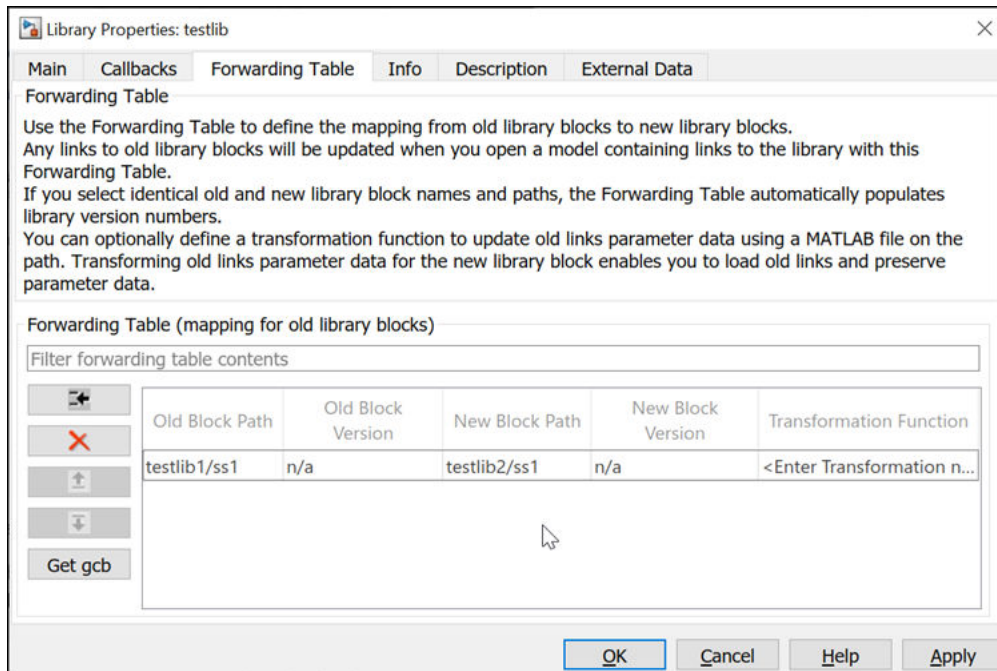 Library Properties: testlib
Main Callbacks Forwarding Table Info Description External Data
Forwarding Table
Use the Forwarding Table to define the mapping from old library blocks to new library blocks.
Any links to old library blocks will be updated when you open a model containing links to the library with this
Forwarding Table.
If you select identical old and new library block names and paths, the Forwarding Table automatically populates
library version numbers.
You can optionally define a transformation function to update old links parameter data using a MATLAB file on the
path. Transforming old links parameter data for the new library block enables you to load old links and preserve
parameter data.
Forwarding Table (mapping for old library blocks)
Filter forwarding table contents
Old Block Path
Old Block
Version
New Block Path
New Block
Version
Transformation Function
testlib1/ss1 n/a testlib2/ss1 n/a <Enter Transformation n...
Get gcb
OK Cancel Help Apply